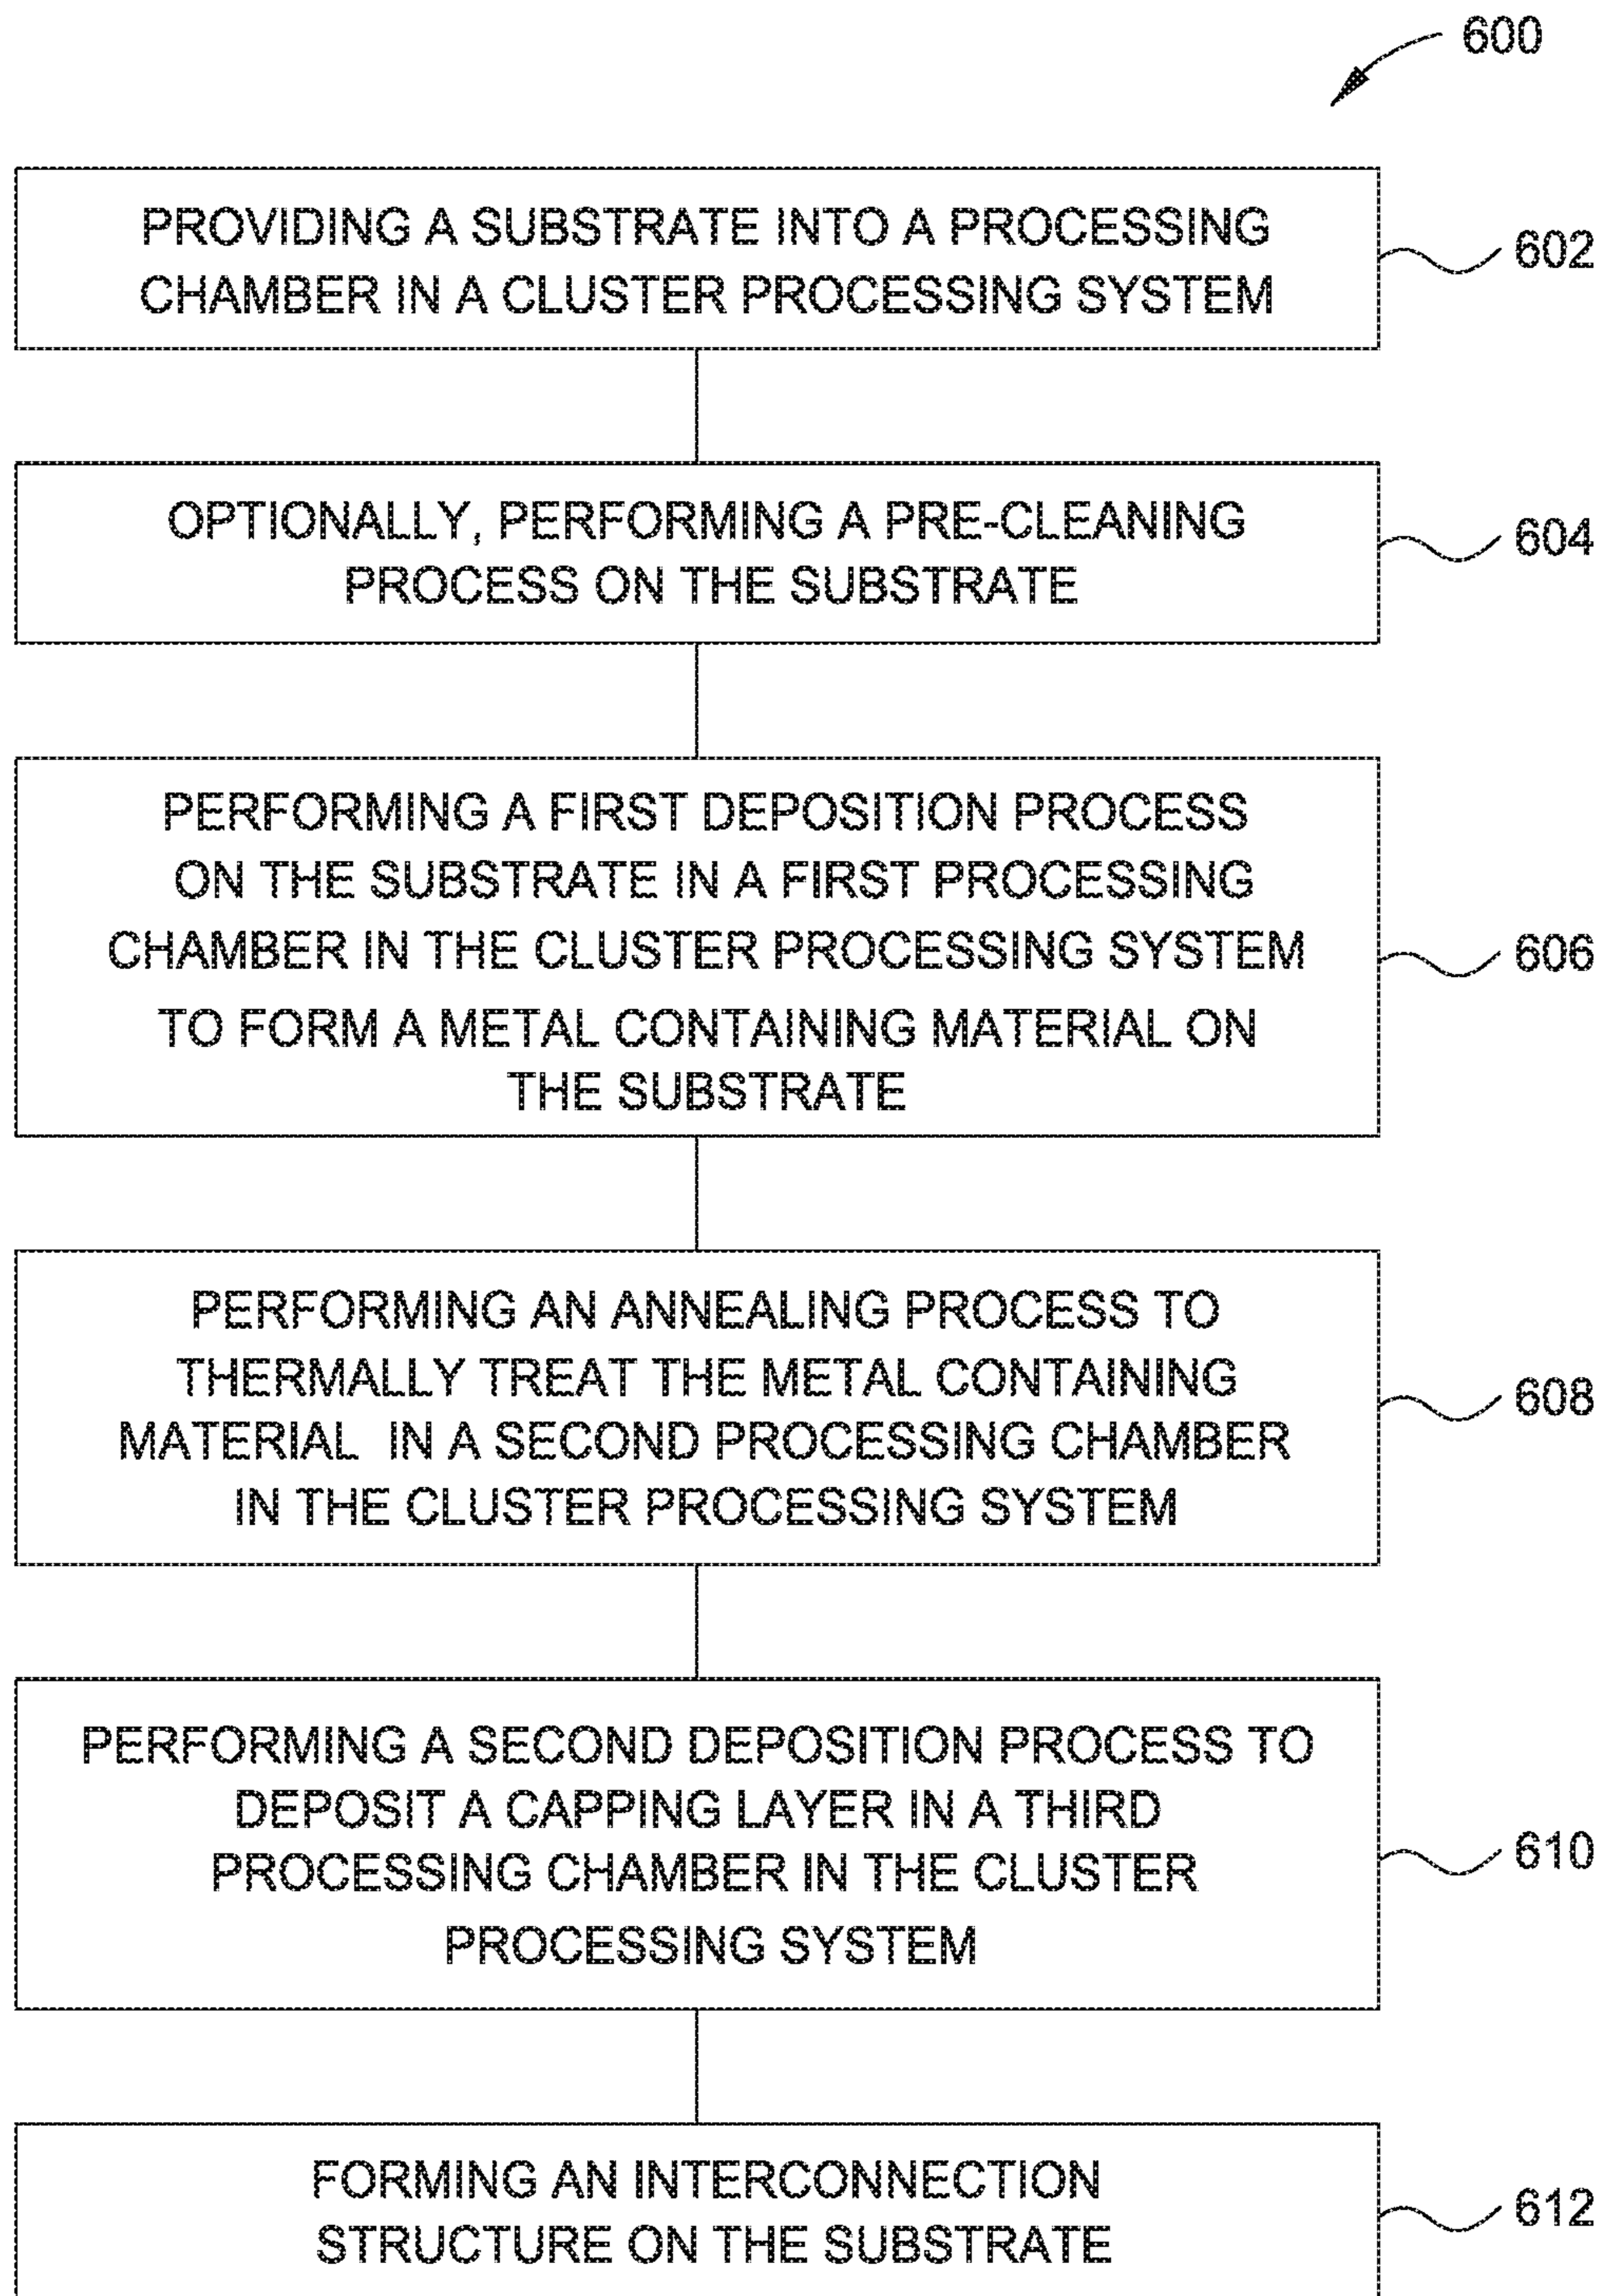 600
PROVIDING A SUBSTRATE INTO A PROCESSING
CHAMBER IN A CLUSTER PROCESSING SYSTEM
602
OPTIONALLY, PERFORMING A PRE-CLEANING
PROCESS ON THE SUBSTRATE
604
PERFORMING A FIRST DEPOSITION PROCESS
ON THE SUBSTRATE IN A FIRST PROCESSING
CHAMBER IN THE CLUSTER PROCESSING SYSTEM
TO FORM A METAL CONTAINING MATERIAL ON
THE SUBSTRATE
606
PERFORMING AN ANNEALING PROCESS TO
THERMALLY TREAT THE METAL CONTAINING
MATERIAL IN A SECOND PROCESSING CHAMBER
IN THE CLUSTER PROCESSING SYSTEM
608
PERFORMING A SECOND DEPOSITION PROCESS TO
DEPOSIT A CAPPING LAYER IN A THIRD
PROCESSING CHAMBER IN THE CLUSTER
PROCESSING SYSTEM
610
FORMING AN INTERCONNECTION
STRUCTURE ON THE SUBSTRATE
612